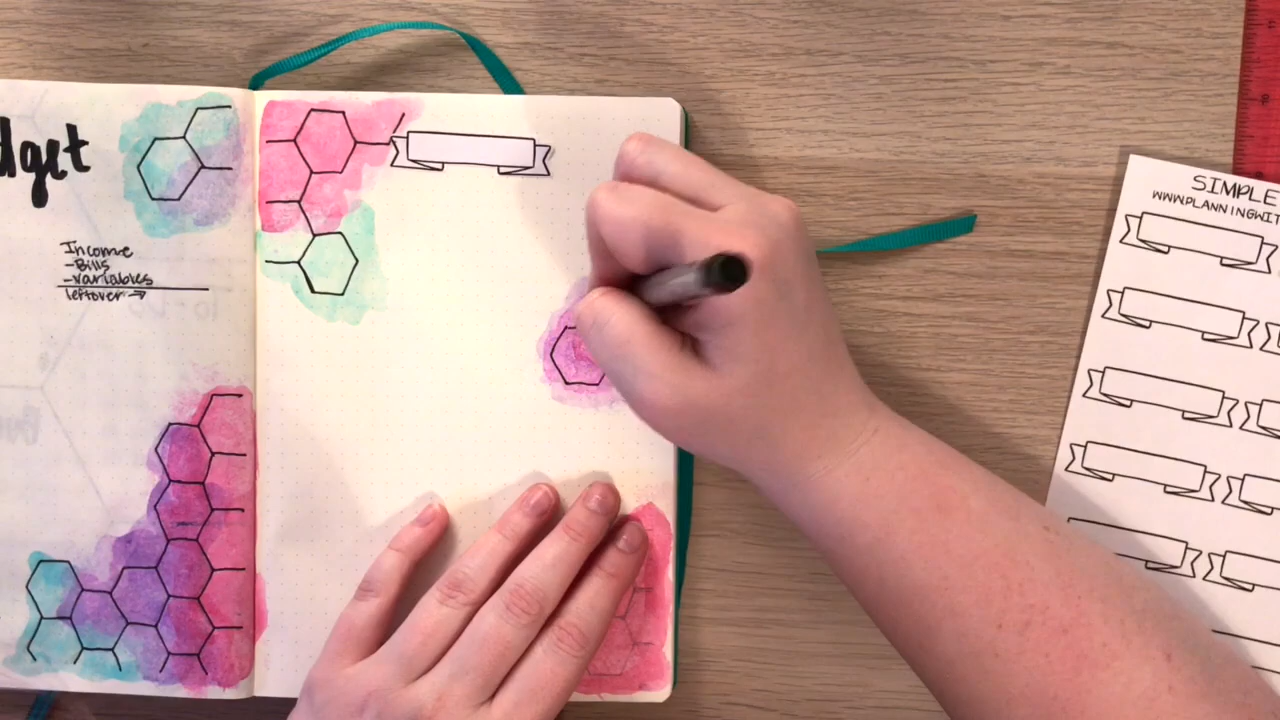 dget
Income
-Bills
-variables
leftover →
SIMPLE
WWW.PLANNINGWIT